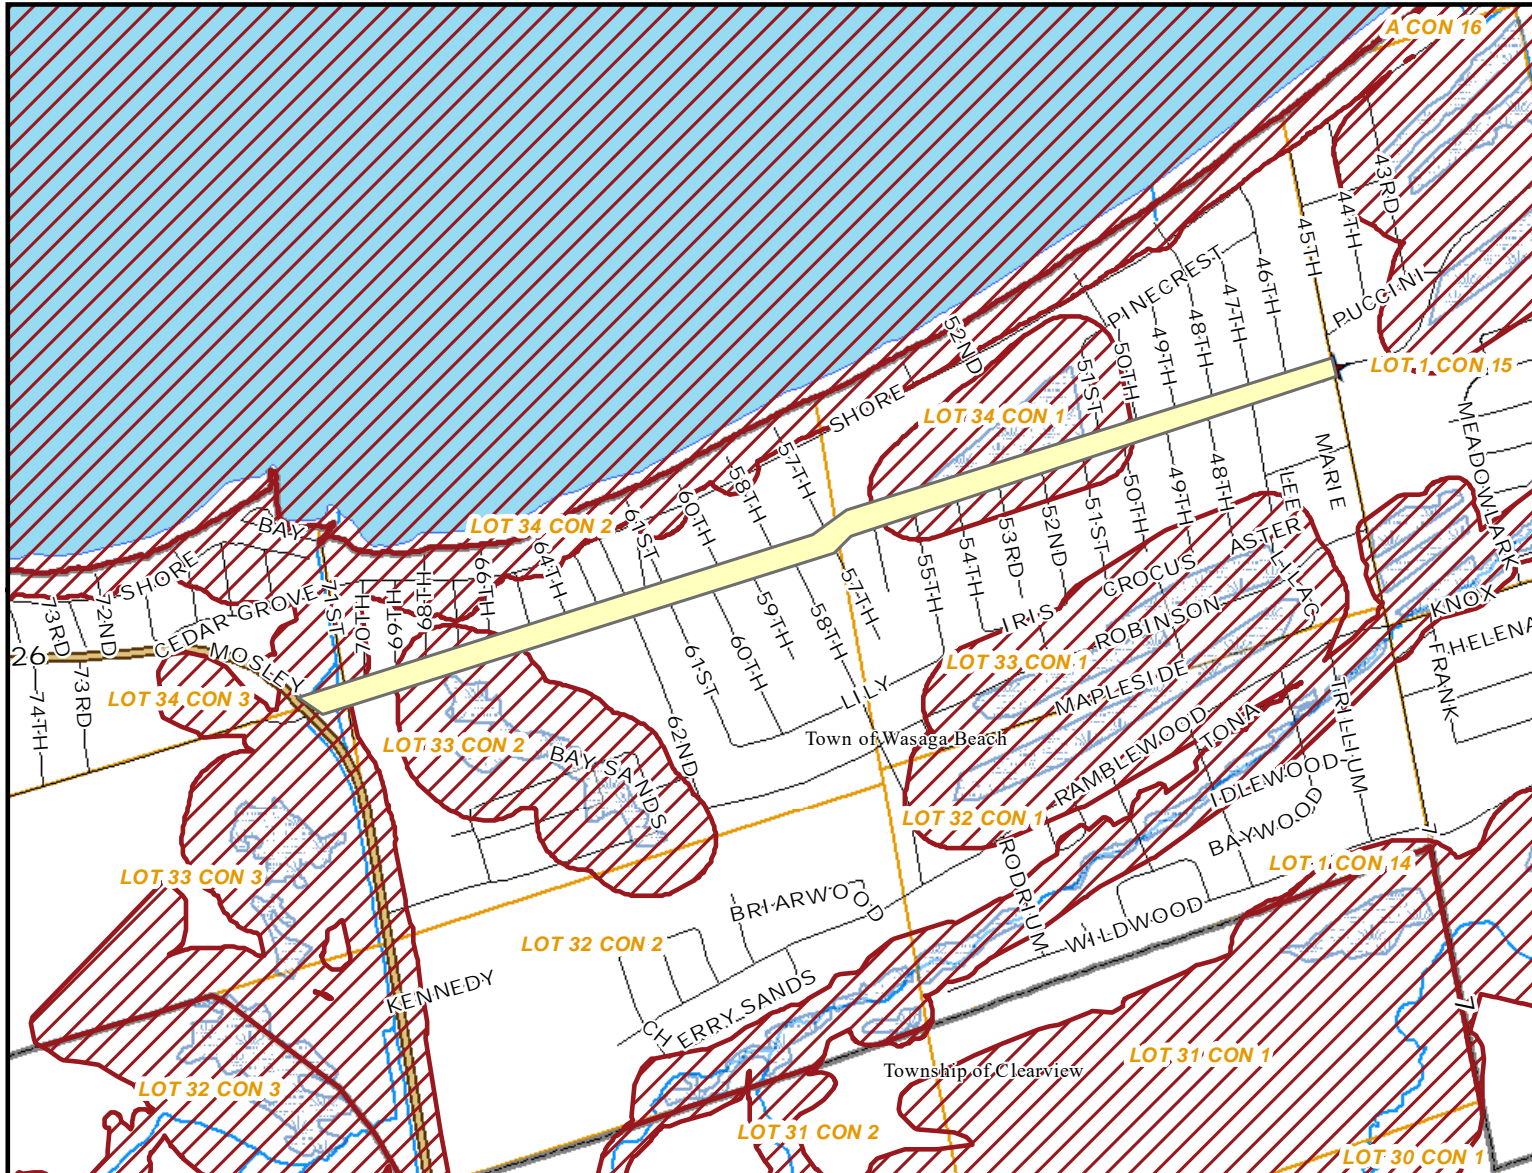 A CON 16
43RD
44TH
45TH
PINECREST
46TH
47TH
48TH
49TH
50TH
51ST
PUCCINI
52ND
LOT 1 CON 15
SHORE
LOT 34 CON 1
MEADOWLARK
MARIE
57TH
58TH
60TH
61ST
LOT 34 CON 2
BAY
LEE
48TH
49TH
50TH
51ST
52ND
53RD
54TH
55TH
57TH
ASTER
64TH
66TH
68TH
69TH
70TH
71ST
SHORE
CEDAR GROVE
73RD
72ND
CROCUS
LILAC
KNOX
IRIS
ROBINSON
HELENA
59TH
58TH
60TH
61ST
26
MOSLEY
LOT 33 CON 1
MAPLESIDE
FRANK
LOT 34 CON 3
74TH
73RD
LILY
62ND
TRILLIUM
RAMBLEWOOD
TONA
LOT 33 CON 2
Town of Wasaga Beach
BAY SANDS
IDLEWOOD
LOT 32 CON 1
BAYWOOD
7
RODRIUM
LOT 1 CON 14
LOT 33 CON 3
BRIARWOOD
WILDWOOD
LOT 32 CON 2
KENNEDY
7
CHERRY SANDS
LOT 31 CON 1
Township of Clearview
LOT 32 CON 3
LOT 31 CON 2
LOT 30 CON 1